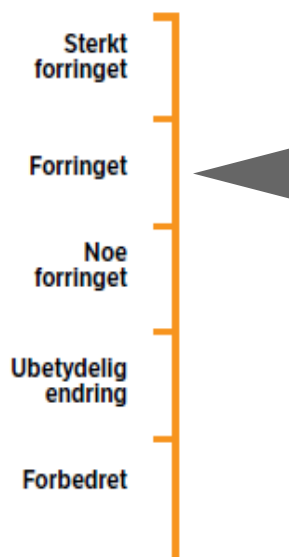 Sterkt
forringet
Forringet
Noe
forringet
Ubetydelig
endring
Forbedret